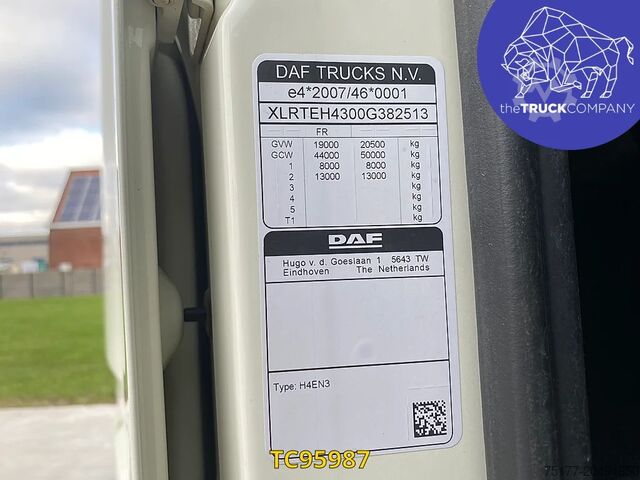 theTRUCKCOMPANY
DAF TRUCKS N.V.
e4*2007/46*0001
XLRTEH4300G382513
FR
GVW 19000 20500 kg
GCW 44000 50000 kg
1 8000 8000 kg
2 13000 13000 kg
3 kg
4 kg
5 kg
T1 kg
DAF
Hugo v. d. Goeslaan 1 5643 TW
Eindhoven The Netherlands
Type: H4EN3
TC95987